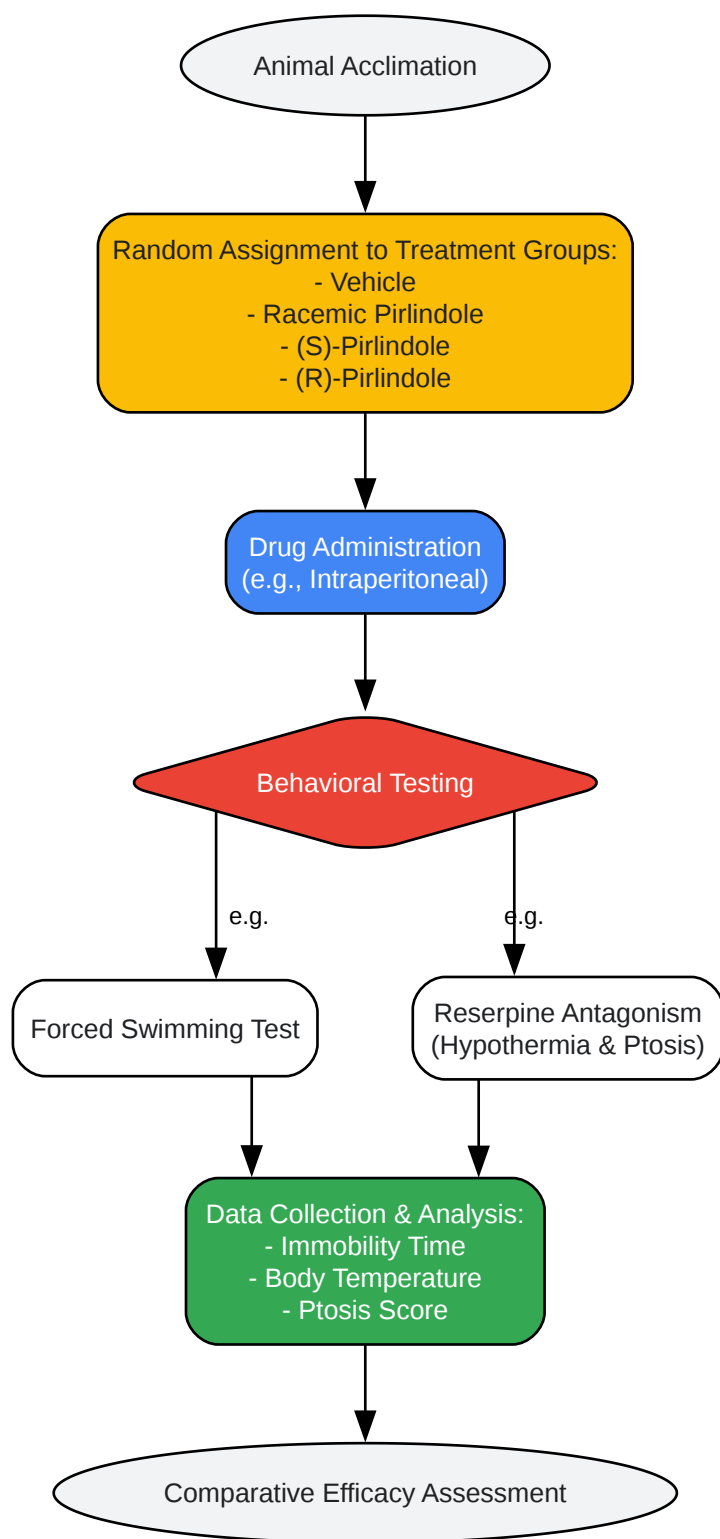 Animal Acclimation
Random Assignment to Treatment Groups:
- Vehicle
- Racemic Pirlindole
- (S)-Pirlindole
- (R)-Pirlindole
Drug Administration
(e.g., Intraperitoneal)
Behavioral Testing
e.g.
e.g.
Forced Swimming Test
Reserpine Antagonism
(Hypothermia & Ptosis)
Data Collection & Analysis:
- Immobility Time
- Body Temperature
- Ptosis Score
Comparative Efficacy Assessment